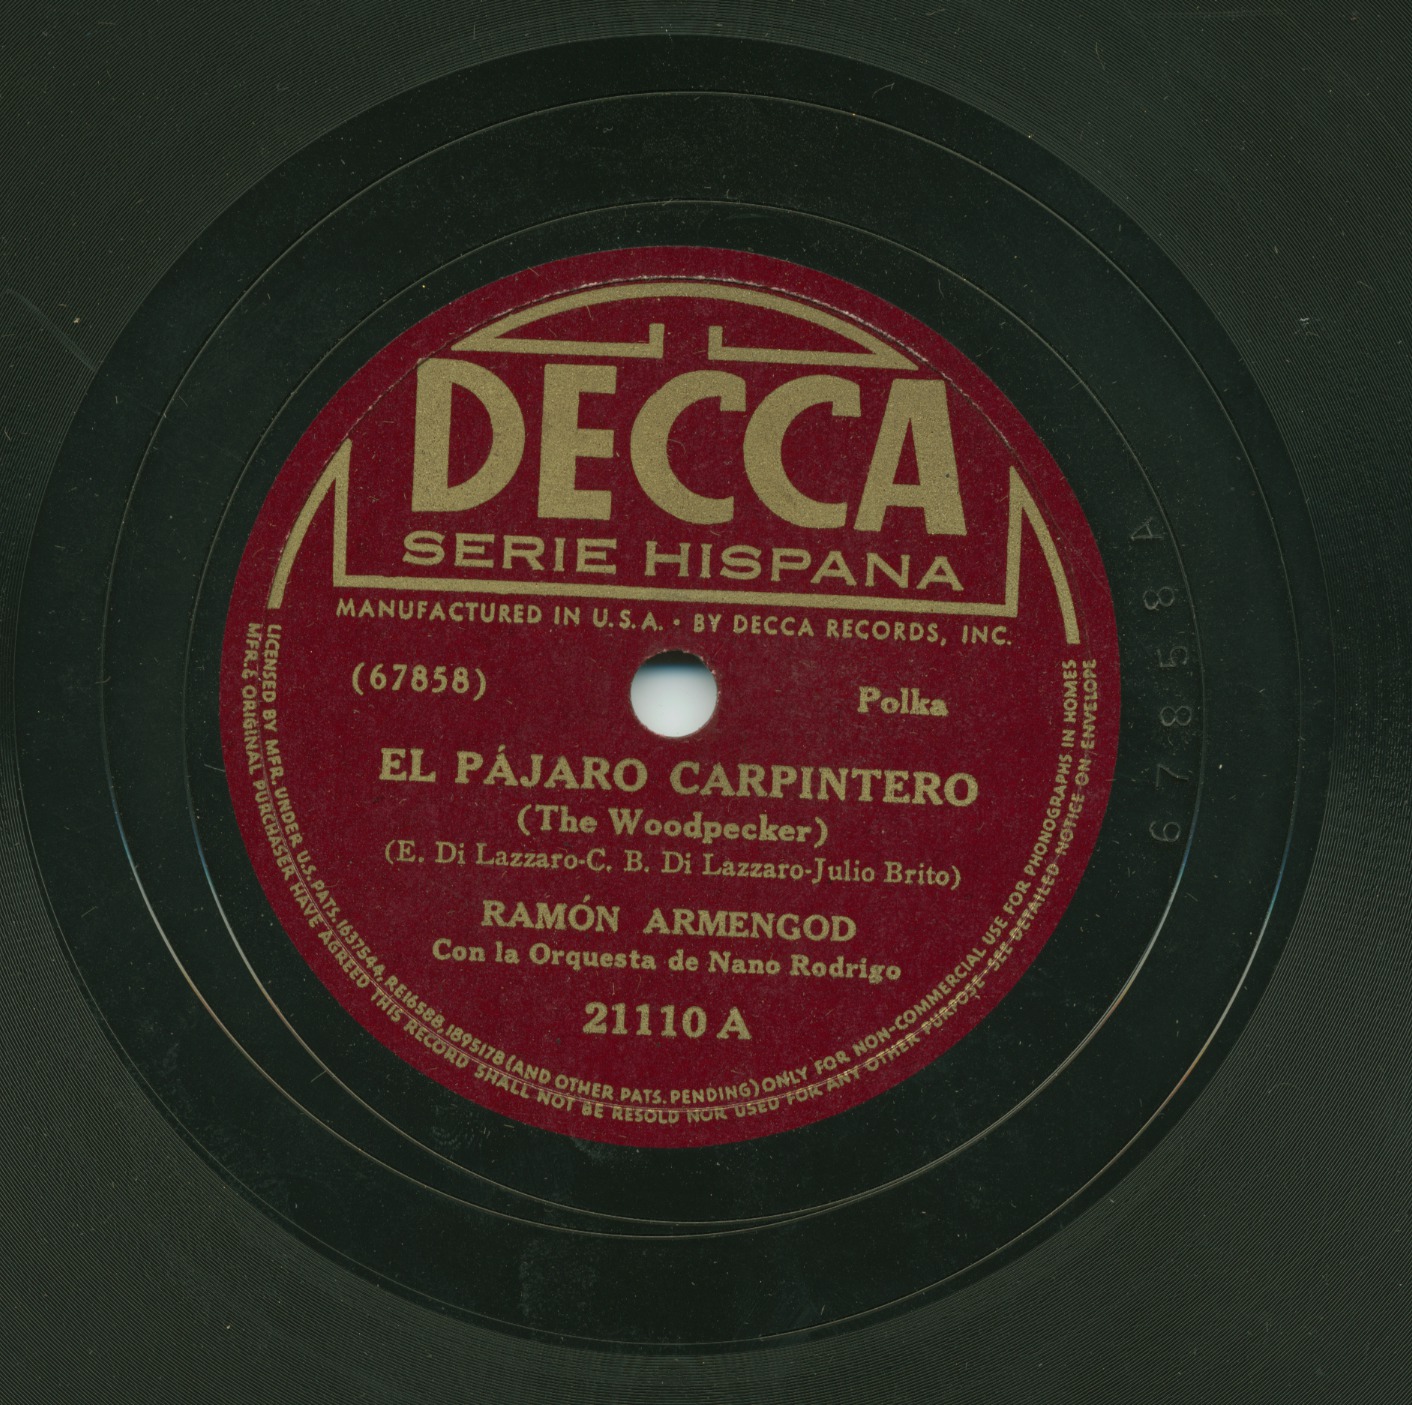 DECCA
SERIE HISPANA
MANUFACTURED IN U.S.A. • BY DECCA RECORDS, INC.
(67858)
Polka
EL PÁJARO CARPINTERO
(The Woodpecker)
(E. Di Lazzaro-C. B. Di Lazzaro-Julio Brito)
RAMÓN ARMENGOD
Con la Orquesta de Nano Rodrigo
21110 A
LICENSED BY MFR. UNDER U.S. PATS. 1637544, RE16588, 1895178 (AND OTHER PATS. PENDING) ONLY FOR NON-COMMERCIAL USE FOR PHONOGRAPHS IN HOMES
MFR. & ORIGINAL PURCHASER HAVE AGREED THIS RECORD SHALL NOT BE RESOLD NOR USED FOR ANY OTHER PURPOSE. SEE DETAILED NOTICE ON ENVELOPE
67858 A